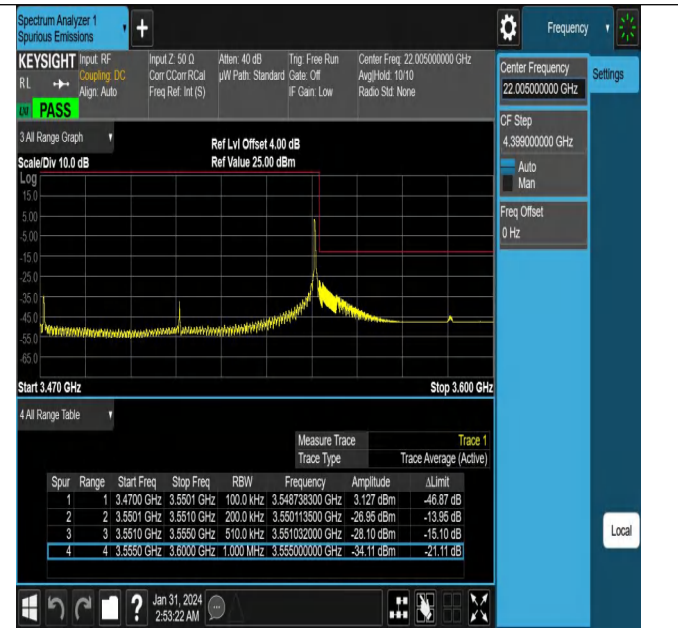 Spectrum Analyzer 1
Spurious Emissions
+
Frequency
KEYSIGHT Input: RF Input Z: 50 Ω Atten: 40 dB Trig: Free Run Center Freq: 22.005000000 GHz
R L Coupling: DC Corr CCorr RCal µW Path: Standard Gate: Off Avg|Hold: 10/10
Align: Auto Freq Ref: Int (S) IF Gain: Low Radio Std: None
PASS
Center Frequency
22.005000000 GHz
Settings
CF Step
4.399000000 GHz
Auto
Man
Freq Offset
0 Hz
3 All Range Graph
Ref Lvl Offset 4.00 dB
Scale/Div 10.0 dB Ref Value 25.00 dBm
Log
15.0
5.00
-5.00
-15.0
-25.0
-35.0
-45.0
-55.0
-65.0
Start 3.470 GHz Stop 3.600 GHz
4 All Range Table
Measure Trace Trace 1
Trace Type Trace Average (Active)
Spur Range Start Freq Stop Freq RBW Frequency Amplitude ΔLimit
1 1 3.4700 GHz 3.5501 GHz 100.0 kHz 3.548738300 GHz 3.127 dBm -46.87 dB
2 2 3.5501 GHz 3.5510 GHz 200.0 kHz 3.550113500 GHz -26.95 dBm -13.95 dB
3 3 3.5510 GHz 3.5550 GHz 510.0 kHz 3.551032000 GHz -28.10 dBm -15.10 dB
4 4 3.5550 GHz 3.6000 GHz 1.000 MHz 3.555000000 GHz -34.11 dBm -21.11 dB
Local
? Jan 31, 2024
2:53:22 AM